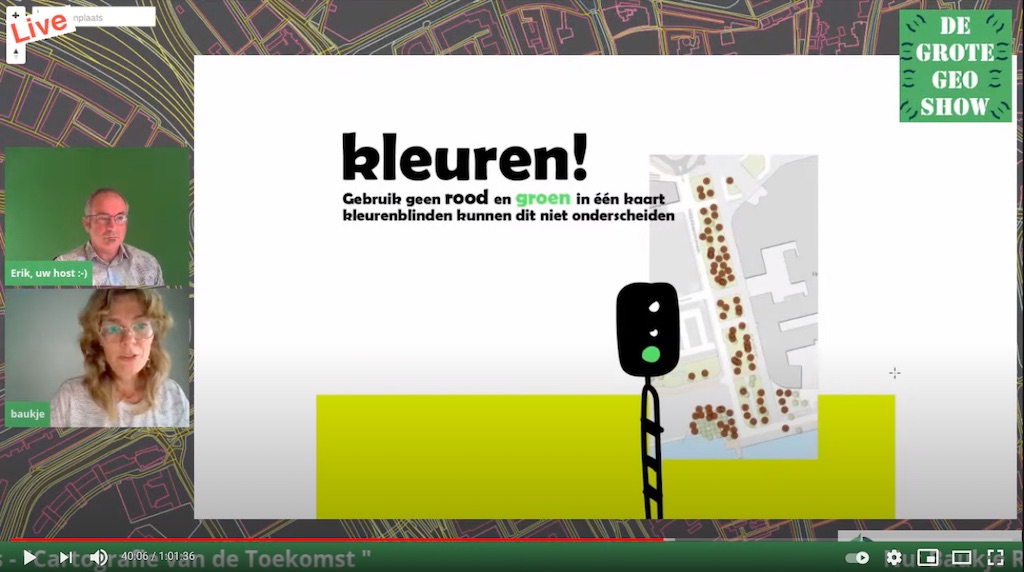 Live
nplaats
DE
GROTE
GEO
SHOW
kleuren!
Gebruik geen rood en groen in één kaart
kleurenblinden kunnen dit niet onderscheiden
Erik, uw host :-)
baukje
s - "Cartografie van de Toekomst "
40:06 / 1:01:36